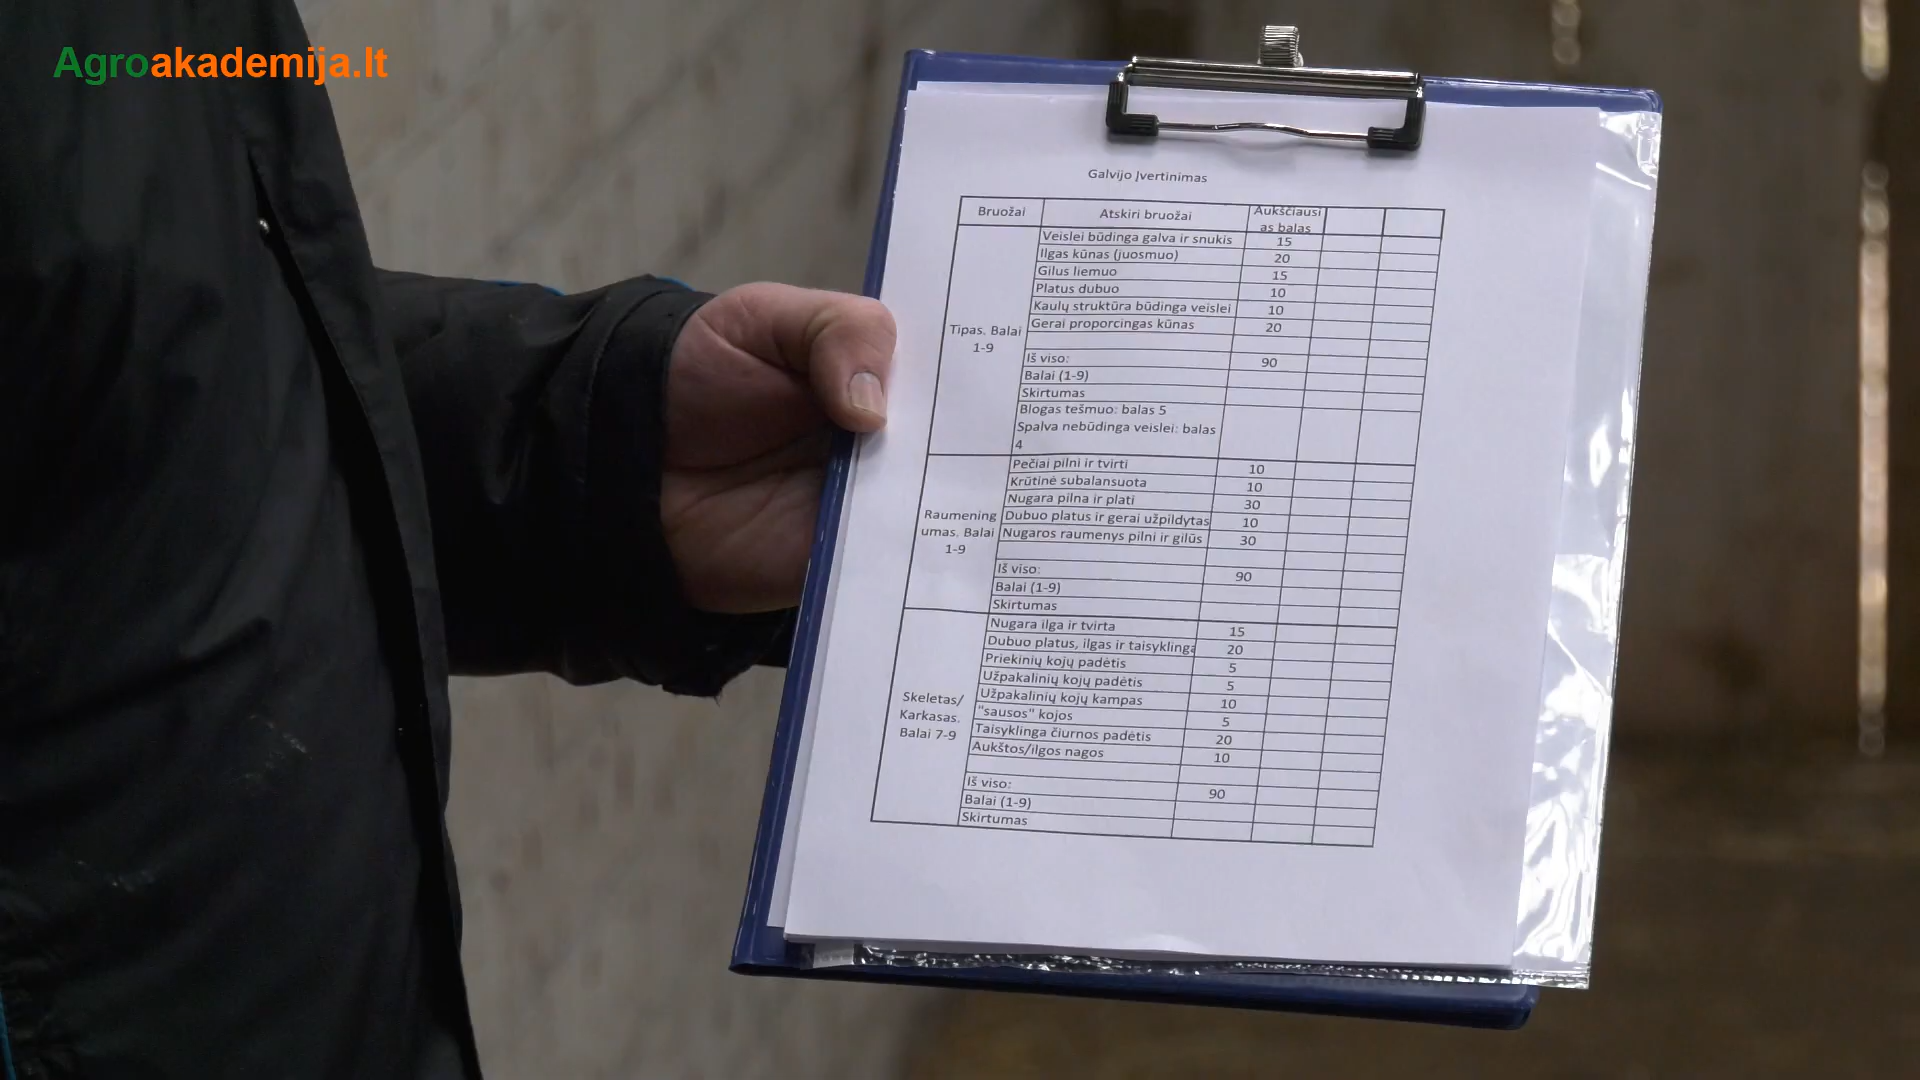 Agroakademija.lt
Galvijo Įvertinimas
Bruožai Atskiri bruožai Aukščiausi
as balas
Veislei būdinga galva ir snukis 15
Ilgas kūnas (juosmuo) 20
Gilus liemuo 15
Platus dubuo 10
Kaulų struktūra būdinga veislei 10
Tipas. Balai
1-9
Gerai proporcingas kūnas 20
Iš viso: 90
Balai (1-9)
Skirtumas
Blogas tešmuo: balas 5
Spalva nebūdinga veislei: balas
4
Pečiai pilni ir tvirti 10
Krūtinė subalansuota 10
Nugara pilna ir plati 30
Raumening
umas. Balai
1-9
Dubuo platus ir gerai užpildytas 10
Nugaros raumenys pilni ir gilūs 30
Iš viso: 90
Balai (1-9)
Skirtumas
Nugara ilga ir tvirta 15
Dubuo platus, ilgas ir taisyklinga 20
Priekinių kojų padėtis 5
Užpakalinių kojų padėtis 5
Skeletas/
Karkasas.
Balai 7-9
Užpakalinių kojų kampas 10
"sausos" kojos 5
Taisyklinga čiurnos padėtis 20
Aukštos/ilgos nagos 10
Iš viso: 90
Balai (1-9)
Skirtumas